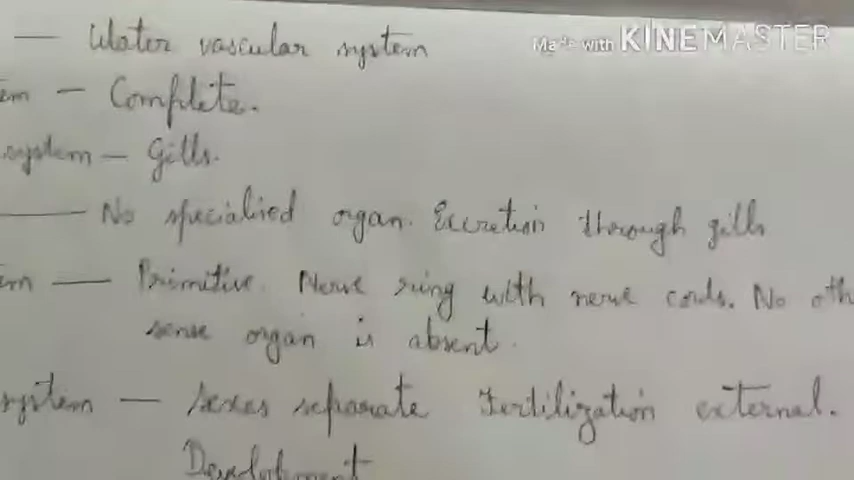 — Water vascular system
Made with KINEMASTER
em — Complete.
system — Gills.
— No specialised organ. Excretion through gills
em — Primitive. Nerve ring with nerve cords. No oth
sense organ is absent.
system — Sexes separate Fertilization external.
Development